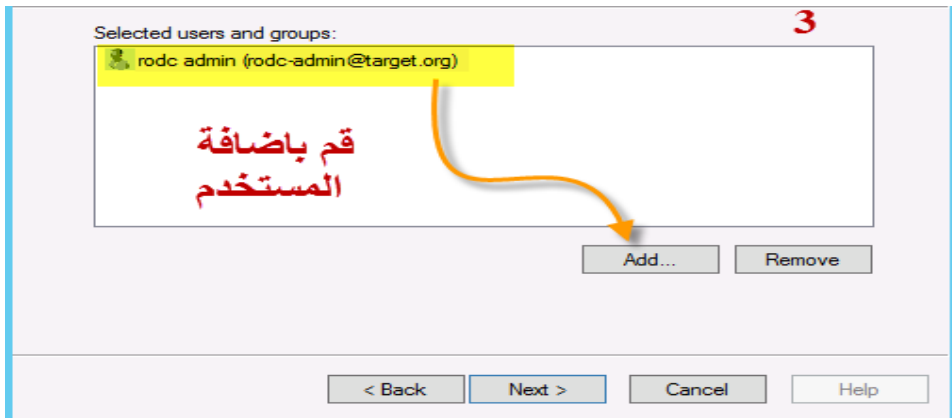 3
Selected users and groups:
rodc admin (rodc-admin@target.org)
قم باضافة
المستخدم
Add... Remove
< Back Next > Cancel Help